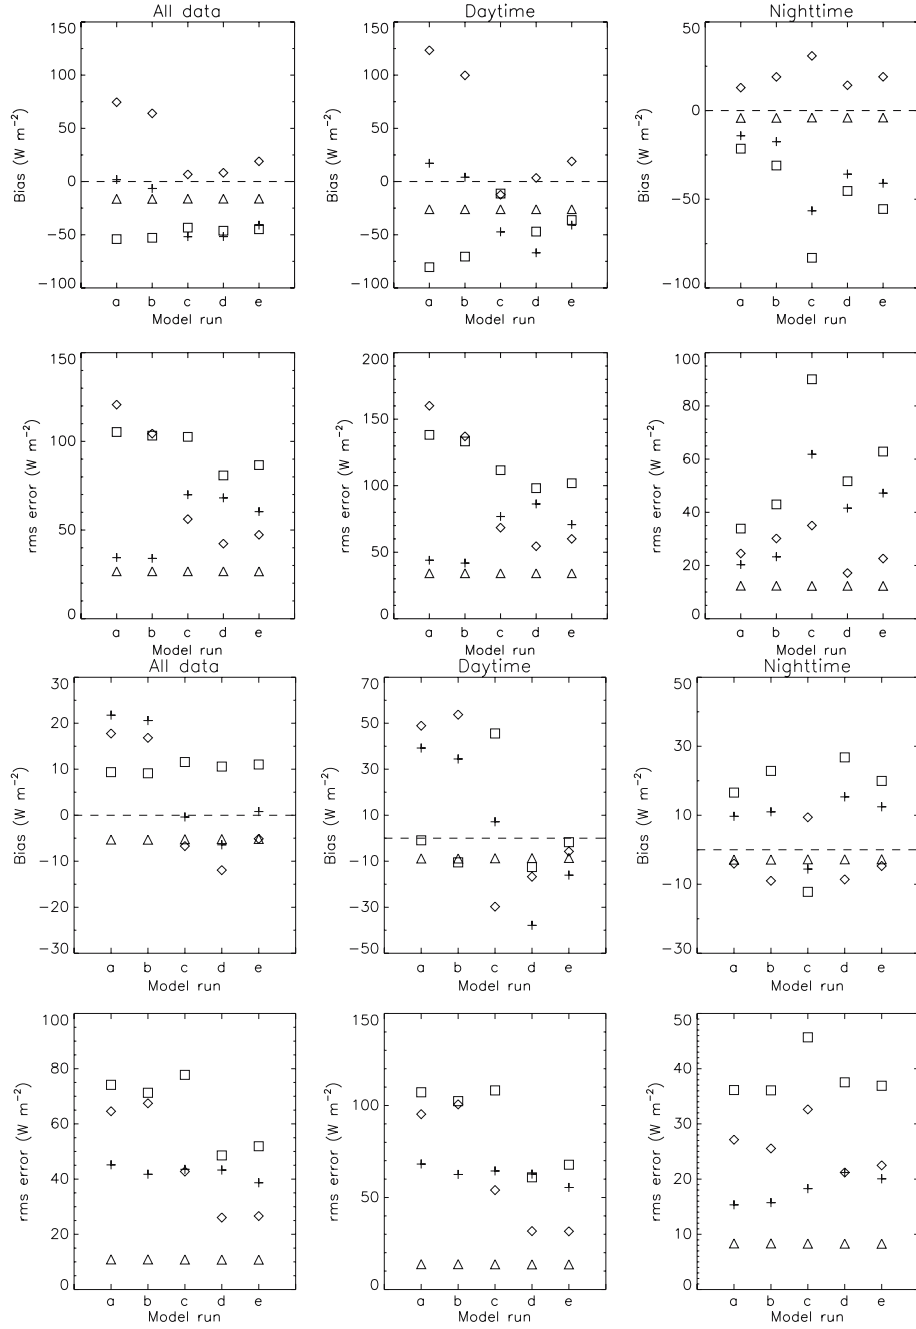 All data
Daytime
Nighttime
150
100
50
0
−50
−100
Bias (W m−2)
a b c d e
Model run
150
100
50
0
−50
−100
Bias (W m−2)
a b c d e
Model run
50
0
−50
−100
Bias (W m−2)
a b c d e
Model run
150
100
50
0
rms error (W m−2)
a b c d e
Model run
200
150
100
50
0
rms error (W m−2)
a b c d e
Model run
100
80
60
40
20
0
rms error (W m−2)
a b c d e
Model run
All data
Daytime
Nighttime
30
20
10
0
−10
−20
−30
Bias (W m−2)
a b c d e
Model run
70
50
30
10
−10
−30
−50
Bias (W m−2)
a b c d e
Model run
50
30
10
−10
−30
Bias (W m−2)
a b c d e
Model run
100
80
60
40
20
0
rms error (W m−2)
a b c d e
Model run
150
100
50
0
rms error (W m−2)
a b c d e
Model run
50
40
30
20
10
0
rms error (W m−2)
a b c d e
Model run